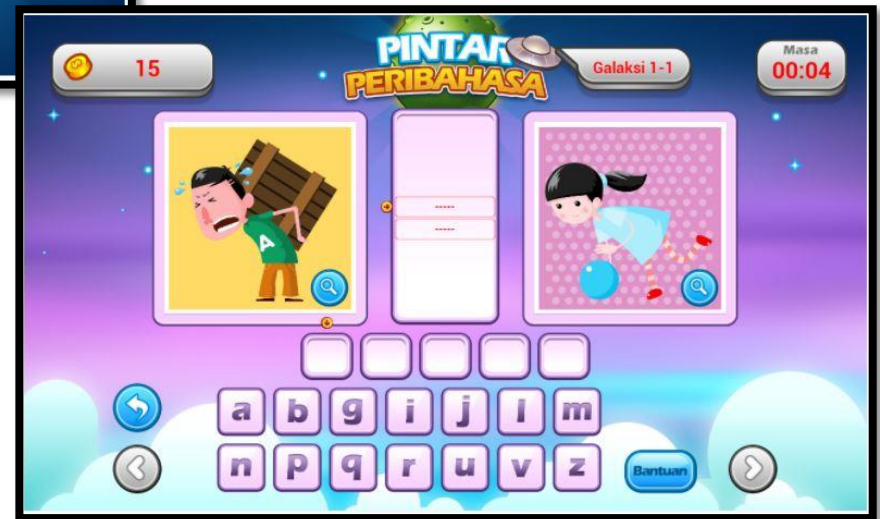 15
PINTAR
PERIBAHASA
Galaksi 1-1
Masa
00:04
-----
-----
A
a b g i j l m
n p q r u v z
Bantuan